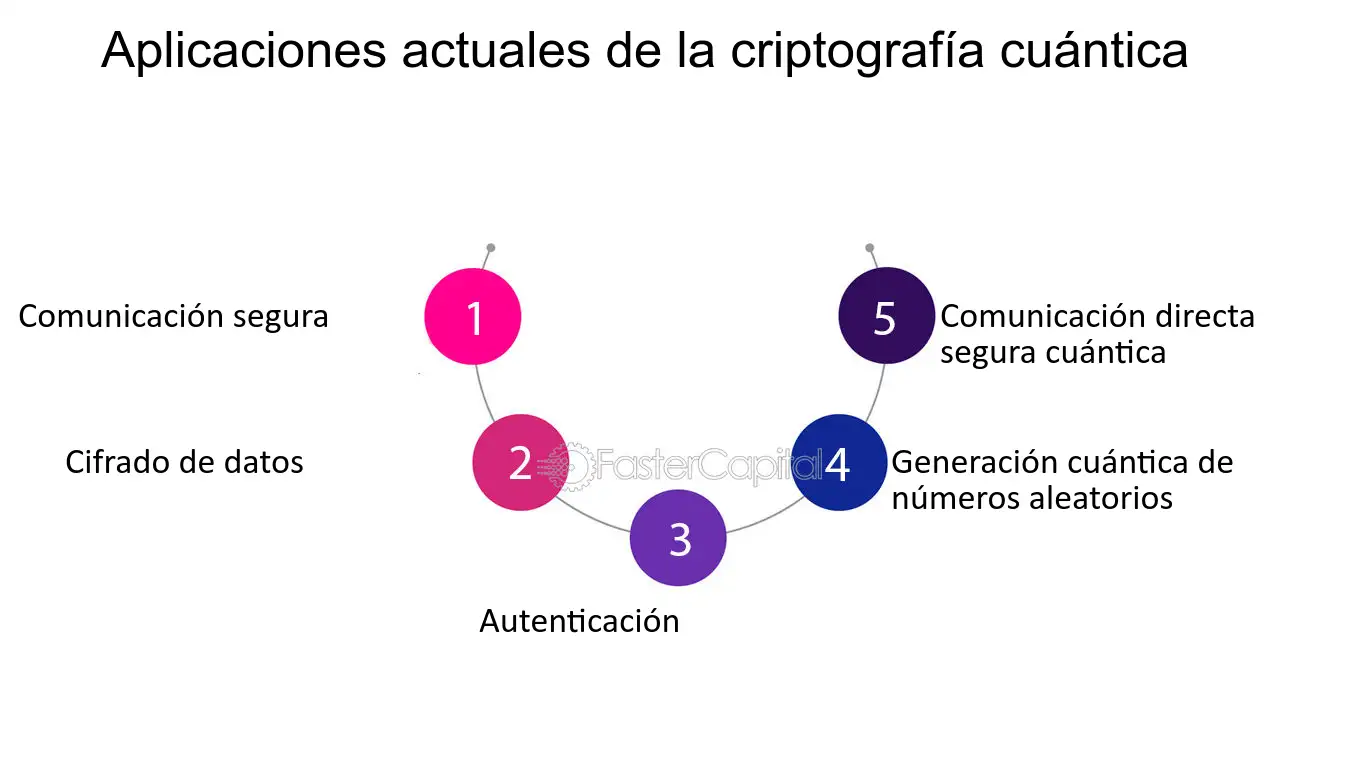 Aplicaciones actuales de la criptografía cuántica
1
Comunicación segura
2
Cifrado de datos
3
Autenticación
4
Generación cuántica de
números aleatorios
5
Comunicación directa
segura cuántica
FasterCapital